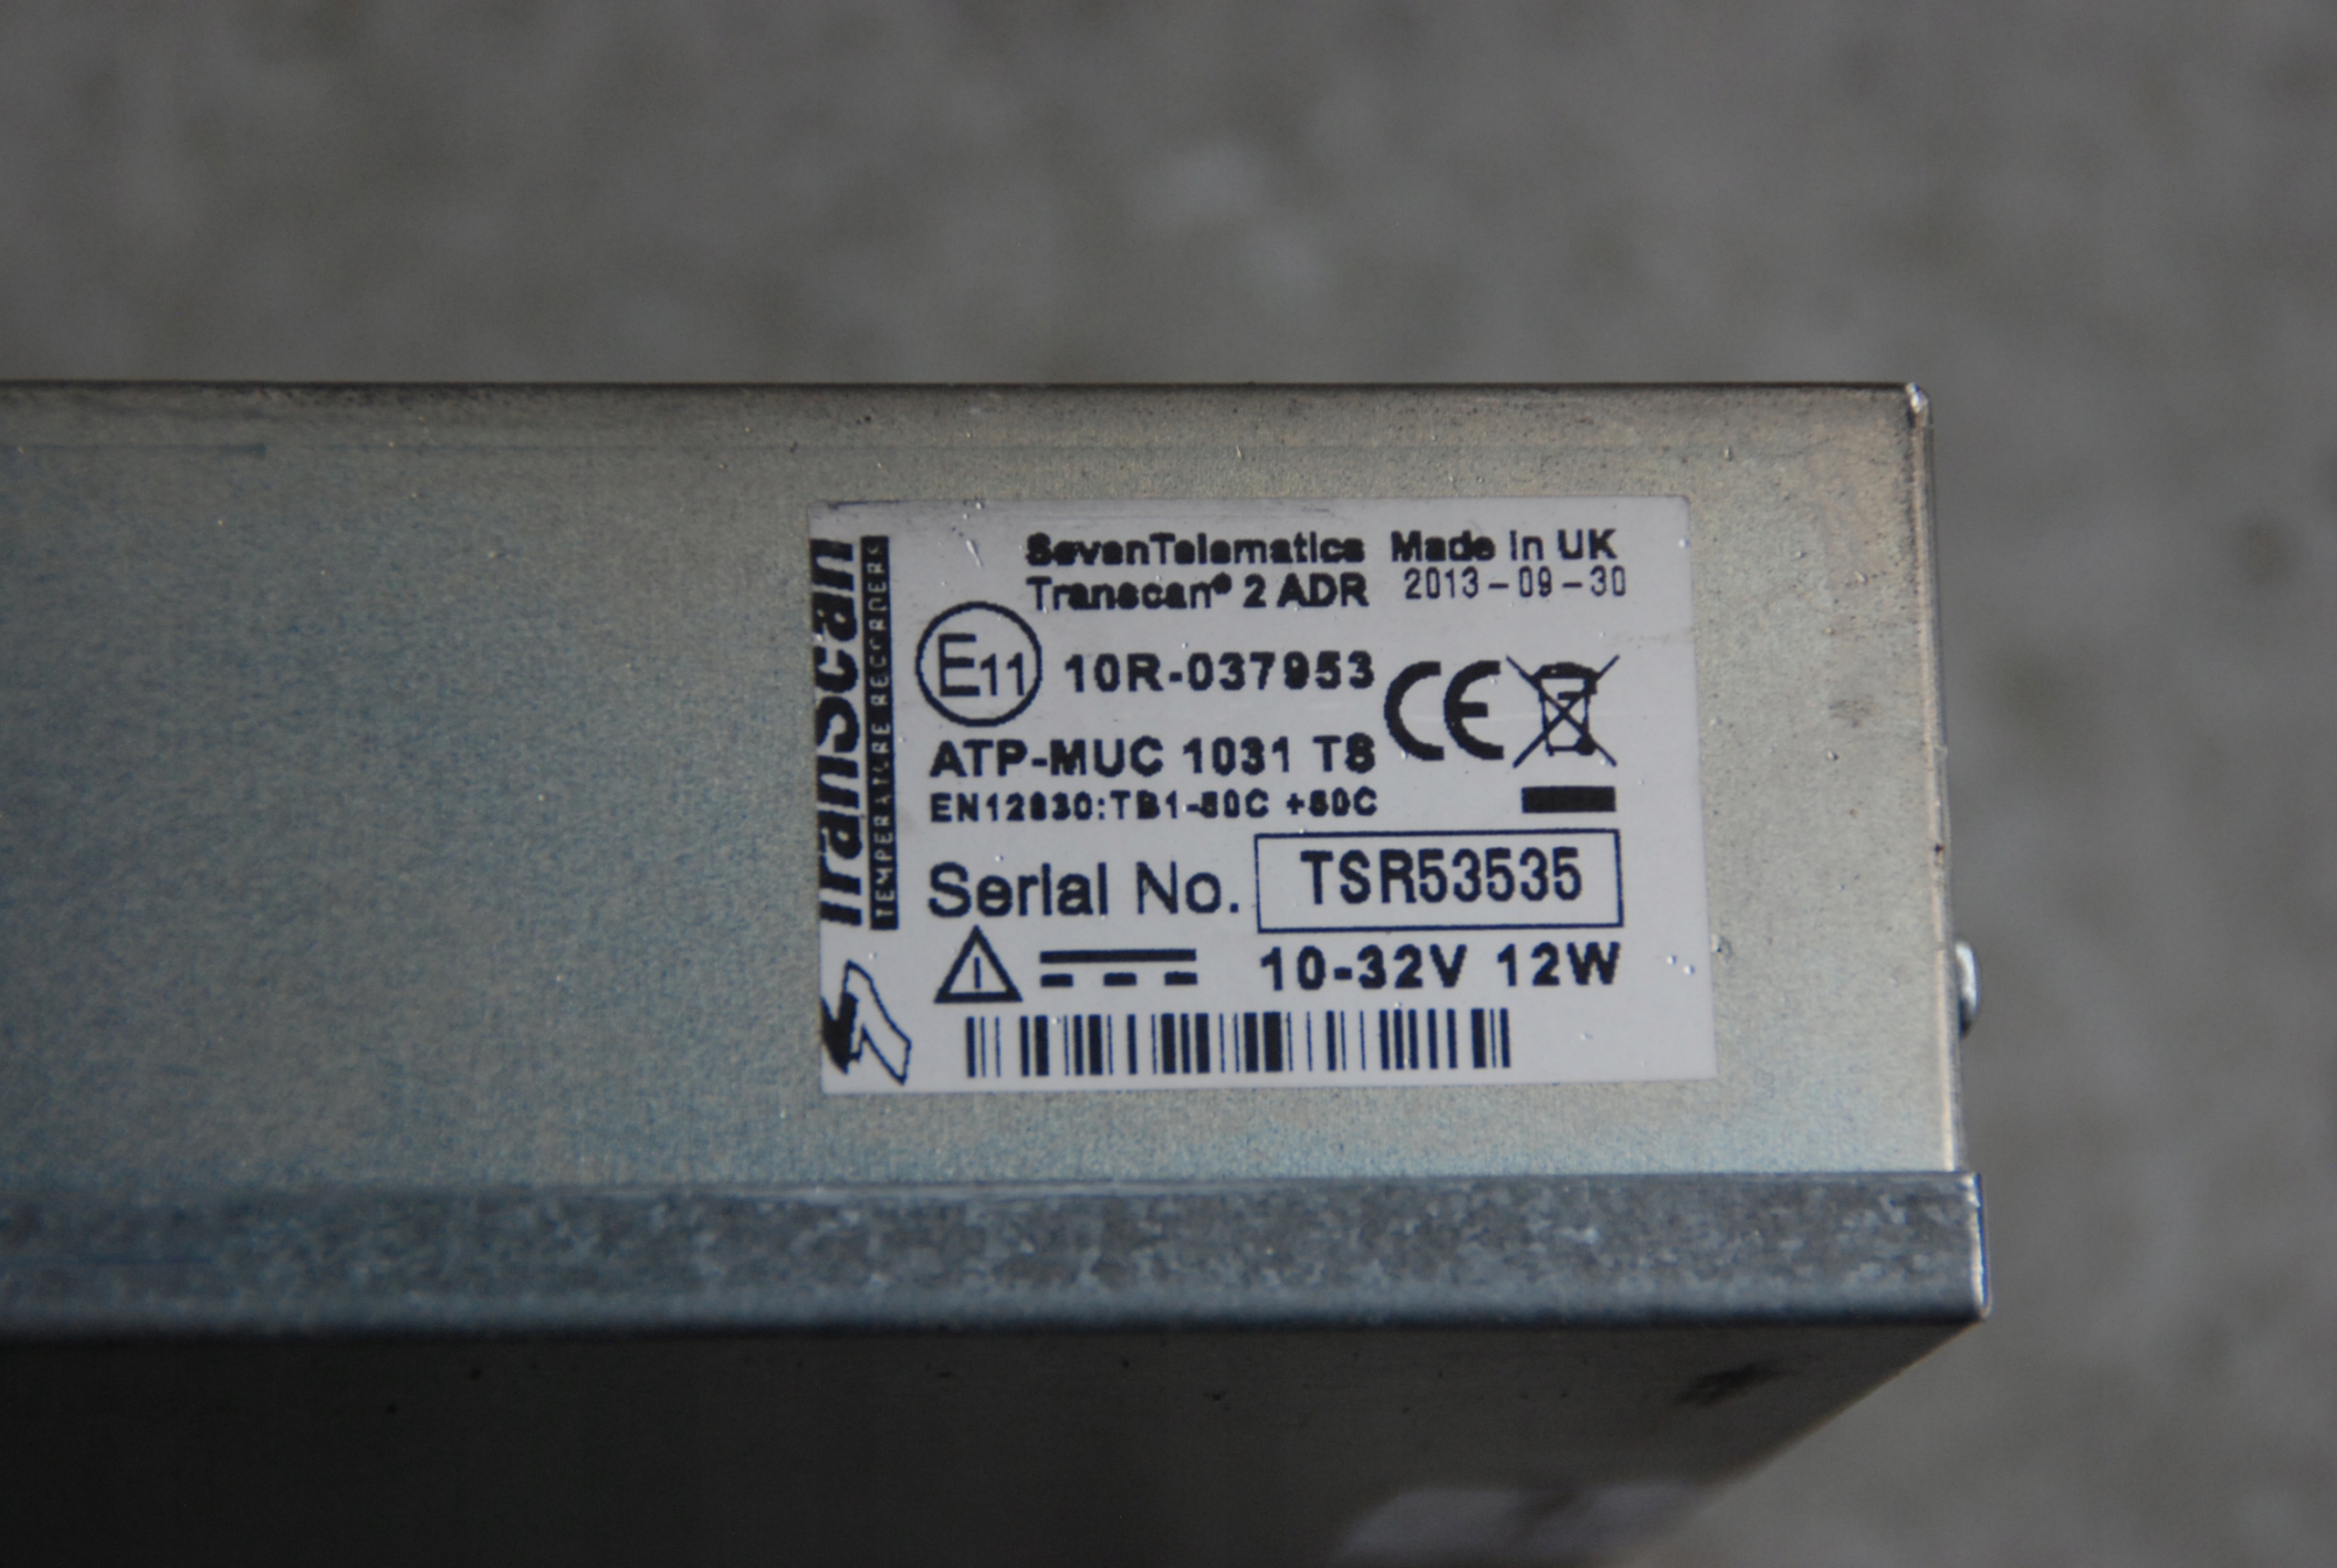 Transcan
TEMPERATURE RECORDERS
SevenTelematics Made in UK
Transcan® 2 ADR 2013-09-30
E11 10R-037953 CE
ATP-MUC 1031 TS
EN12830:TB1-50C +50C
Serial No. TSR53535
10-32V 12W